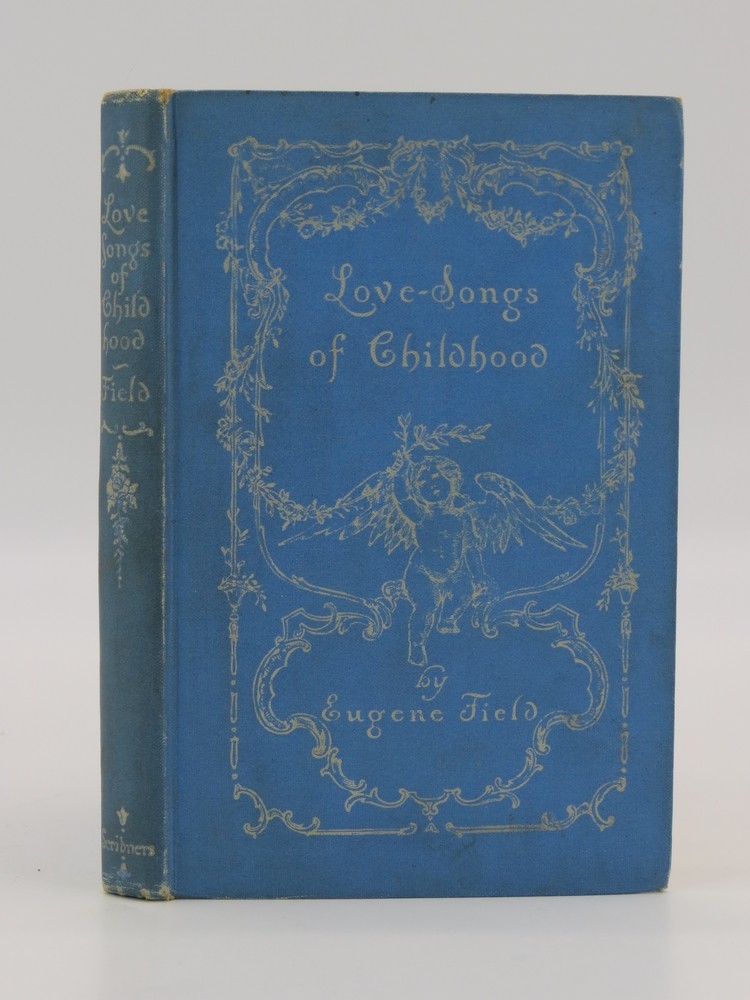 Love
Songs
of
Child
hood
Field
Scribners
Love-Songs
of Childhood
by
Eugene Field